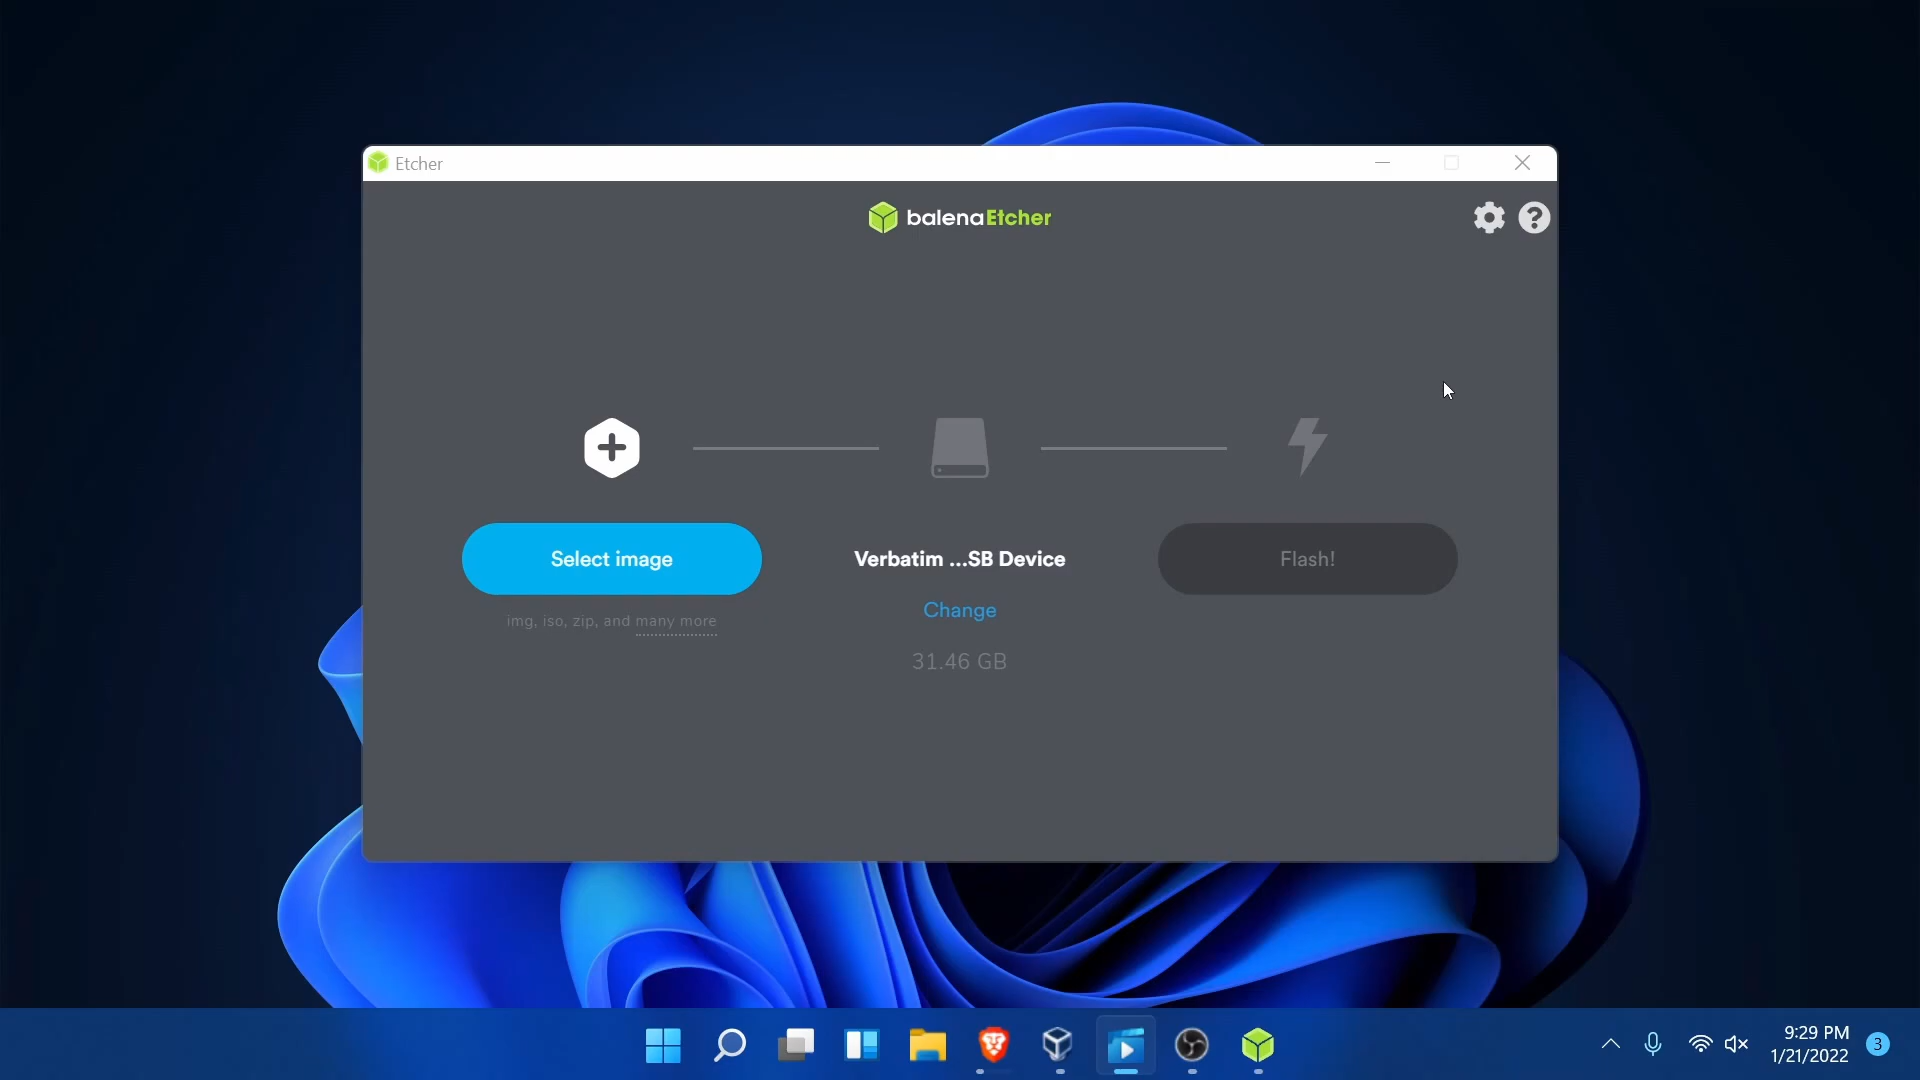 Etcher
balenaEtcher
Select image
Verbatim ...SB Device
Flash!
img, iso, zip, and many more
Change
31.46 GB
9:29 PM
1/21/2022
3